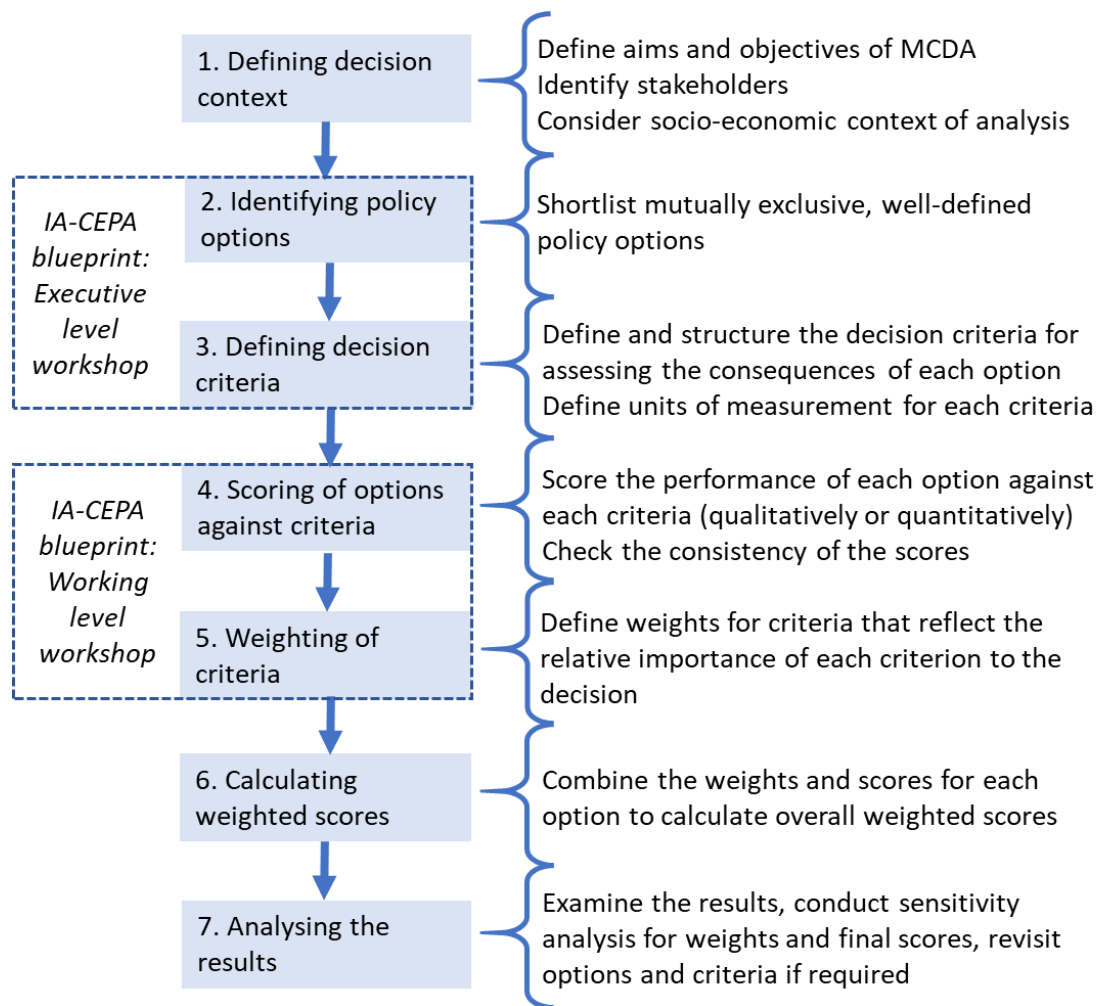 1. Defining decision
context
Define aims and objectives of MCDA
Identify stakeholders
Consider socio-economic context of analysis
IA-CEPA
blueprint:
Executive
level
workshop
2. Identifying policy
options
Shortlist mutually exclusive, well-defined
policy options
3. Defining decision
criteria
Define and structure the decision criteria for
assessing the consequences of each option
Define units of measurement for each criteria
IA-CEPA
blueprint:
Working
level
workshop
4. Scoring of options
against criteria
Score the performance of each option against
each criteria (qualitatively or quantitatively)
Check the consistency of the scores
5. Weighting of
criteria
Define weights for criteria that reflect the
relative importance of each criterion to the
decision
6. Calculating
weighted scores
Combine the weights and scores for each
option to calculate overall weighted scores
7. Analysing the
results
Examine the results, conduct sensitivity
analysis for weights and final scores, revisit
options and criteria if required